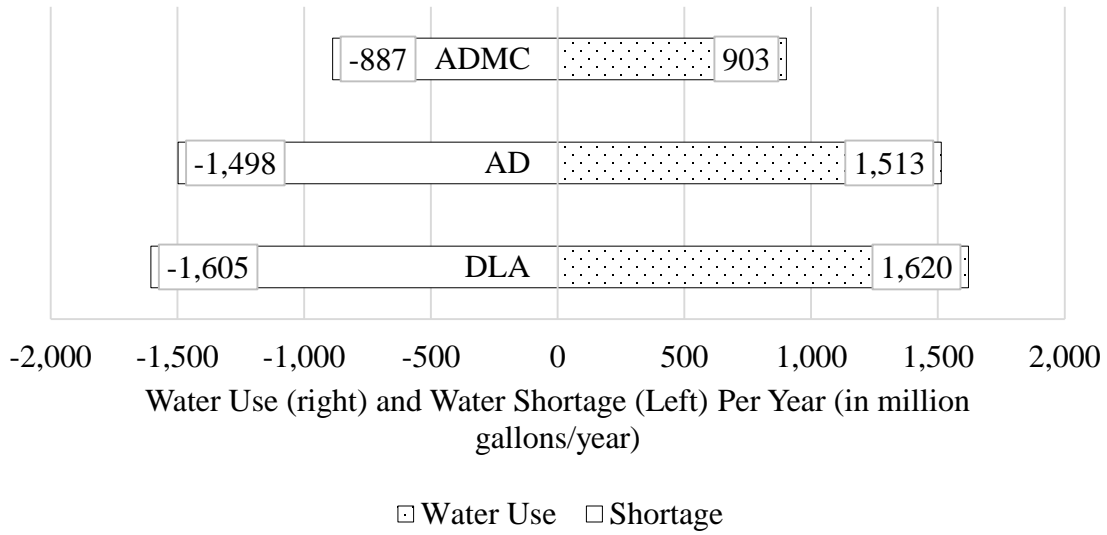 -887 ADMC 903
-1,498 AD 1,513
-1,605 DLA 1,620
-2,000 -1,500 -1,000 -500 0 500 1,000 1,500 2,000
Water Use (right) and Water Shortage (Left) Per Year (in million
gallons/year)
Water Use Shortage